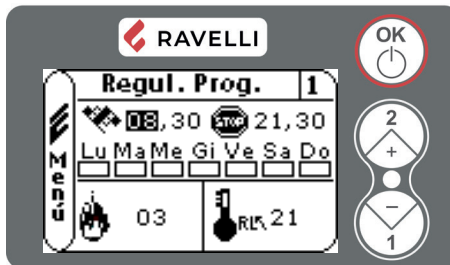 RAVELLI
OK
Regul. Prog. 1
08,30 STOP 21,30
Lu Ma Me Gi Ve Sa Do
Menú
03
21
2
+
−
1